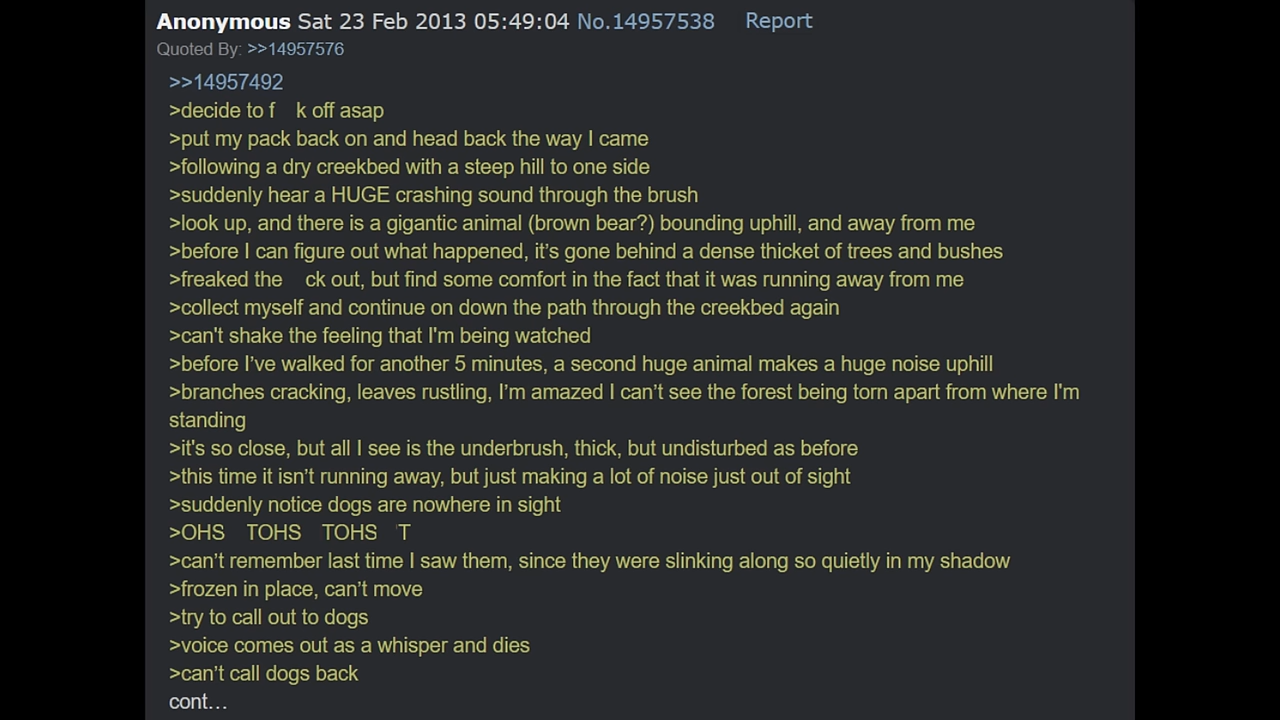 Anonymous Sat 23 Feb 2013 05:49:04 No.14957538 Report
Quoted By: >>14957576
>>14957492
>decide to f k off asap
>put my pack back on and head back the way I came
>following a dry creekbed with a steep hill to one side
>suddenly hear a HUGE crashing sound through the brush
>look up, and there is a gigantic animal (brown bear?) bounding uphill, and away from me
>before I can figure out what happened, it’s gone behind a dense thicket of trees and bushes
>freaked the ck out, but find some comfort in the fact that it was running away from me
>collect myself and continue on down the path through the creekbed again
>can't shake the feeling that I'm being watched
>before I’ve walked for another 5 minutes, a second huge animal makes a huge noise uphill
>branches cracking, leaves rustling, I’m amazed I can’t see the forest being torn apart from where I'm
standing
>it's so close, but all I see is the underbrush, thick, but undisturbed as before
>this time it isn’t running away, but just making a lot of noise just out of sight
>suddenly notice dogs are nowhere in sight
>OHS TOHS TOHS T
>can’t remember last time I saw them, since they were slinking along so quietly in my shadow
>frozen in place, can’t move
>try to call out to dogs
>voice comes out as a whisper and dies
>can’t call dogs back
cont…